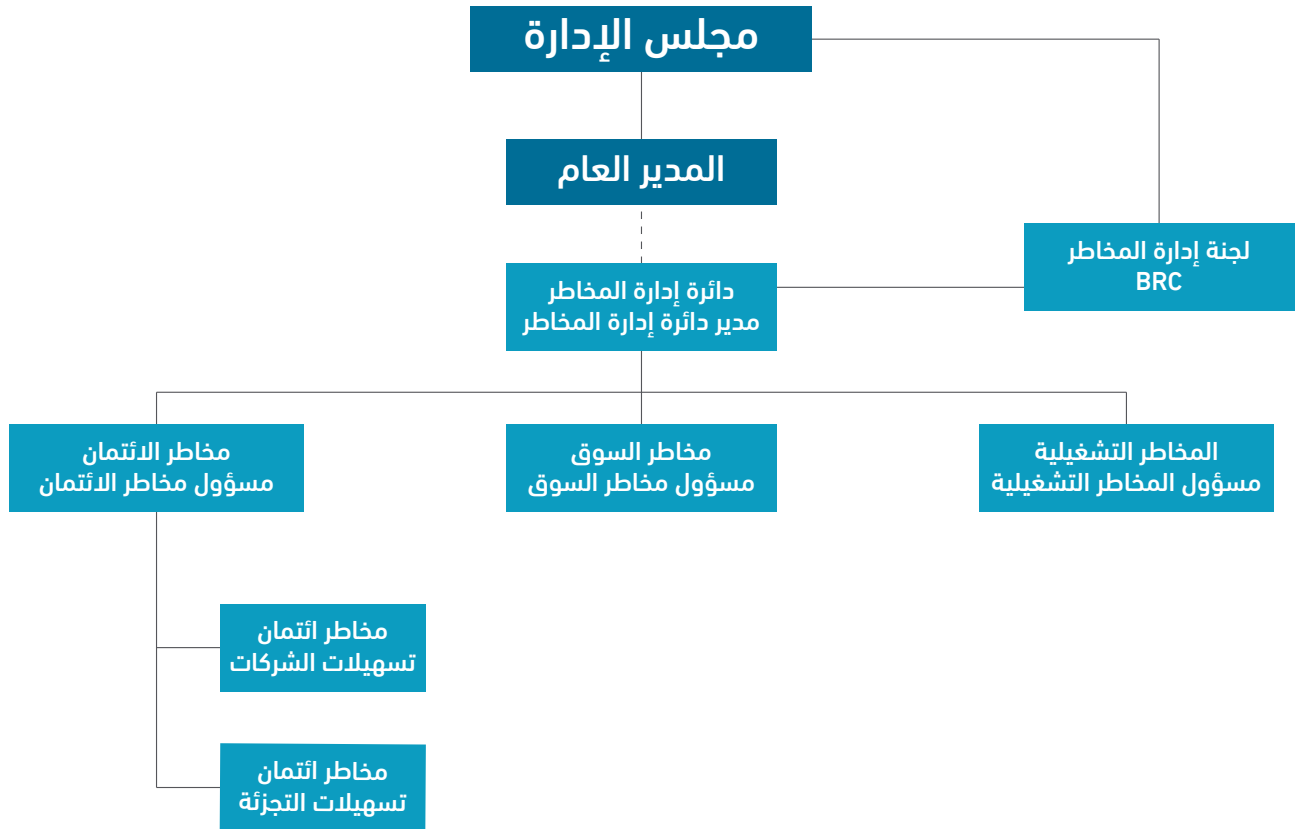 مجلس الإدارة
المدير العام
لجنة إدارة المخاطر
BRC
دائرة إدارة المخاطر
مدير دائرة إدارة المخاطر
المخاطر التشغيلية
مسؤول المخاطر التشغيلية
مخاطر السوق
مسؤول مخاطر السوق
مخاطر الائتمان
مسؤول مخاطر الائتمان
مخاطر ائتمان
تسهيلات الشركات
مخاطر ائتمان
تسهيلات التجزئة